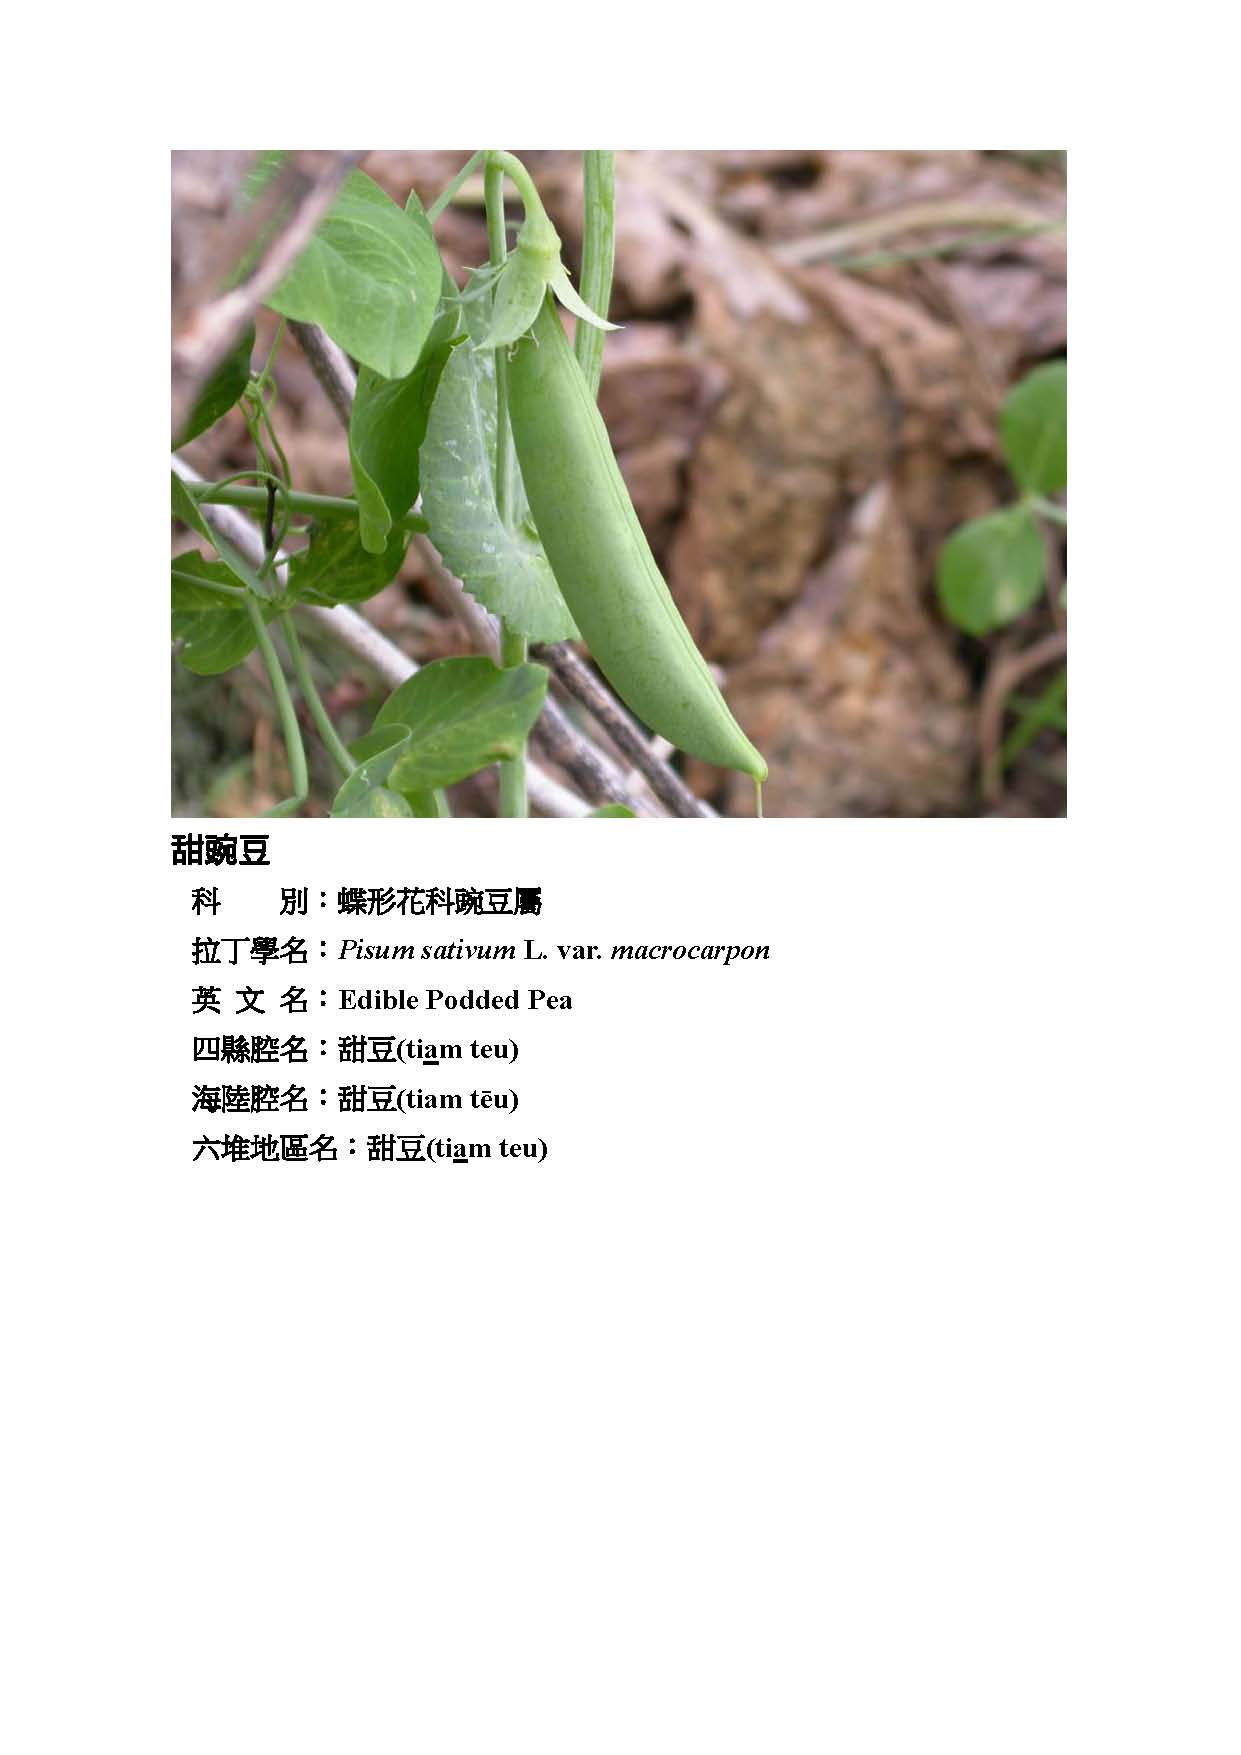 甜豌豆
科　　別：蝶形花科豌豆屬
拉丁學名：Pisum sativum L. var. macrocarpon
英 文 名：Edible Podded Pea
四縣腔名：甜豆(tia̲m teu)
海陸腔名：甜豆(tiam tēu)
六堆地區名：甜豆(tia̲m teu)